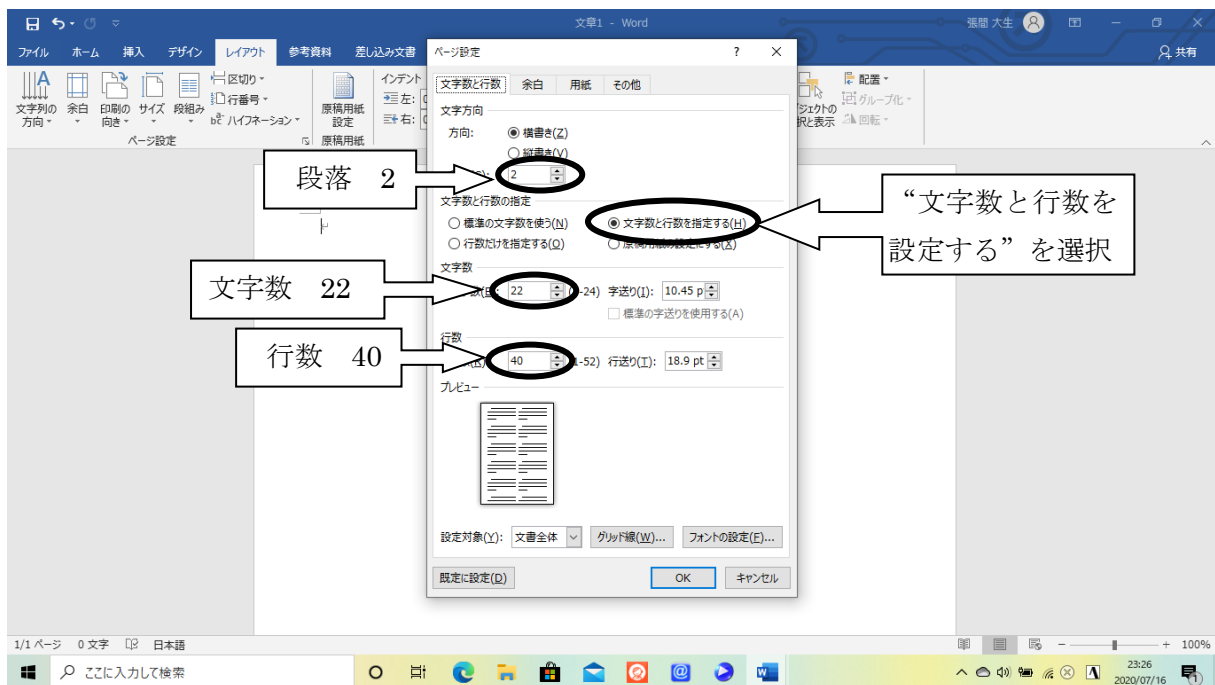 文章1 - Word
張間 大生
ファイル ホーム 挿入 デザイン レイアウト 参考資料 差し込み文書
共有
文字列の方向 余白 印刷の向き サイズ 段組み
区切り
行番号
ハイフネーション
ページ設定
原稿用紙設定
原稿用紙
インデント
左:
右:
配置
グループ化
回転
ページ設定 ? ×
文字数と行数 余白 用紙 その他
文字方向
方向: 横書き(Z)
縦書き(V)
2
段落 2
文字数と行数の指定
標準の文字数を使う(N) 文字数と行数を指定する(H)
行数だけを指定する(O) 原稿用紙の設定にする(X)
“文字数と行数を
設定する”を選択
文字数
22 字送り(I): 10.45 p
標準の字送りを使用する(A)
文字数 22
行数
40 (1-52) 行送り(T): 18.9 pt
行数 40
プレビュー
設定対象(Y): 文書全体 グリッド線(W)... フォントの設定(F)...
既定に設定(D) OK キャンセル
1/1 ページ 0 文字 日本語
100%
ここに入力して検索
23:26
2020/07/16